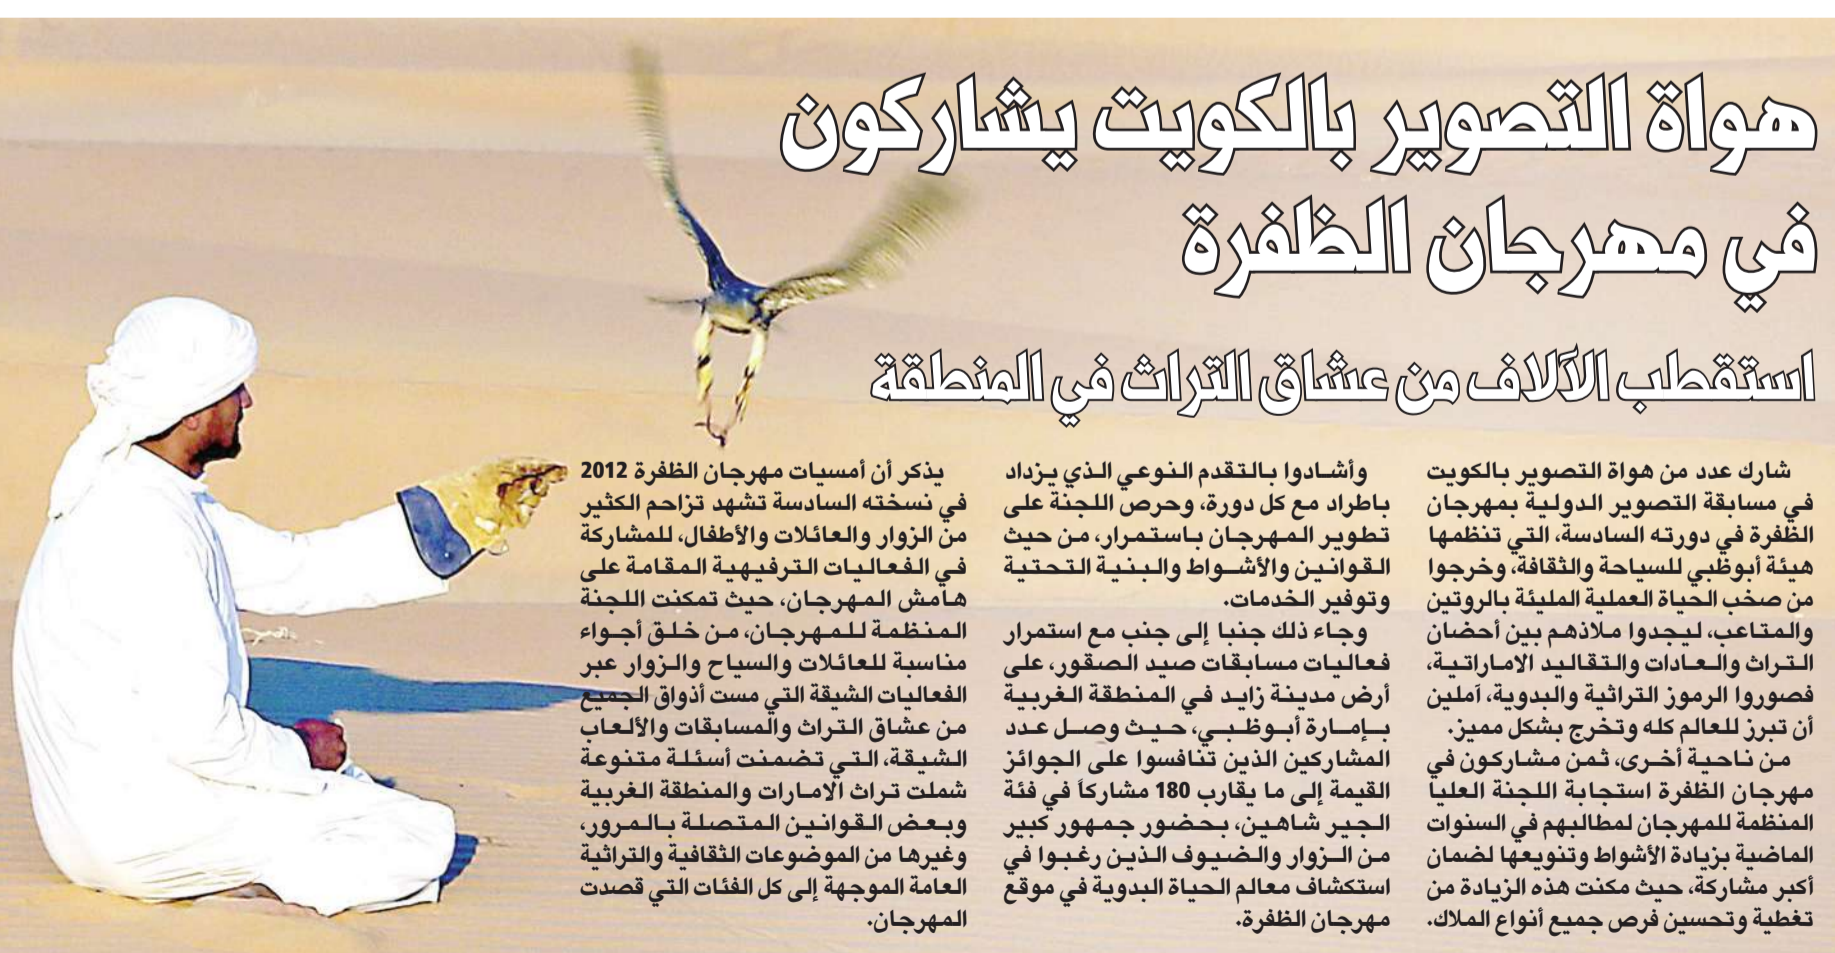 هواة التصوير بالكويت يشاركون
في مهرجان الظفرة
استقطب الآلاف من عشاق التراث في المنطقة
شارك عدد من هواة التصوير بالكويت
في مسابقة التصوير الدولية بمهرجان
الظفرة في دورته السادسة، التي تنظمها
هيئة أبوظبي للسياحة والثقافة، وخرجوا
من صخب الحياة العملية المليئة بالروتين
والمتاعب، ليجدوا ملاذهم بين أحضان
التراث والعادات والتقاليد الاماراتية،
فصوروا الرموز التراثية والبدوية، آملين
أن تبرز للعالم كله وتخرج بشكل مميز.
من ناحية أخرى، ثمن مشاركون في
مهرجان الظفرة استجابة اللجنة العليا
المنظمة للمهرجان لمطالبهم في السنوات
الماضية بزيادة الأشواط وتنويعها لضمان
أكبر مشاركة، حيث مكنت هذه الزيادة من
تغطية وتحسين فرص جميع أنواع الملاك.
وأشادوا بالتقدم النوعي الذي يزداد
باطراد مع كل دورة، وحرص اللجنة على
تطوير المهرجان باستمرار، من حيث
القوانين والأشواط والبنية التحتية
وتوفير الخدمات.
وجاء ذلك جنبا إلى جنب مع استمرار
فعاليات مسابقات صيد الصقور، على
أرض مدينة زايد في المنطقة الغربية
بإمارة أبوظبي، حيث وصل عدد
المشاركين الذين تنافسوا على الجوائز
القيمة إلى ما يقارب 180 مشاركاً في فئة
الجير شاهين، بحضور جمهور كبير
من الزوار والضيوف الذين رغبوا في
استكشاف معالم الحياة البدوية في موقع
مهرجان الظفرة.
يذكر أن أمسيات مهرجان الظفرة 2012
في نسخته السادسة تشهد تزاحم الكثير
من الزوار والعائلات والأطفال، للمشاركة
في الفعاليات الترفيهية المقامة على
هامش المهرجان، حيث تمكنت اللجنة
المنظمة للمهرجان، من خلق أجواء
مناسبة للعائلات والسياح والزوار عبر
الفعاليات الشيقة التي مست أذواق الجميع
من عشاق التراث والمسابقات والألعاب
الشيقة، التي تضمنت أسئلة متنوعة
شملت تراث الامارات والمنطقة الغربية
وبعض القوانين المتصلة بالمرور،
وغيرها من الموضوعات الثقافية والتراثية
العامة الموجهة إلى كل الفئات التي قصدت
المهرجان.